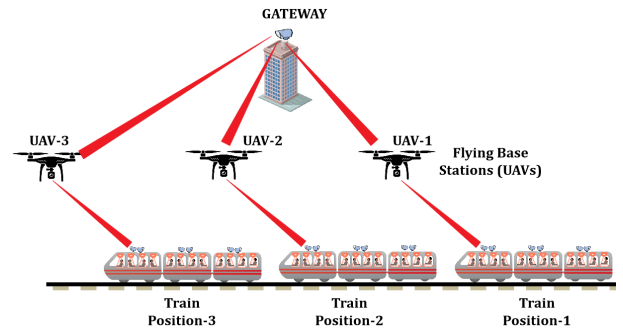 GATEWAY
UAV-3
UAV-2
UAV-1
Flying Base
Stations (UAVs)
Train
Position-3
Train
Position-2
Train
Position-1